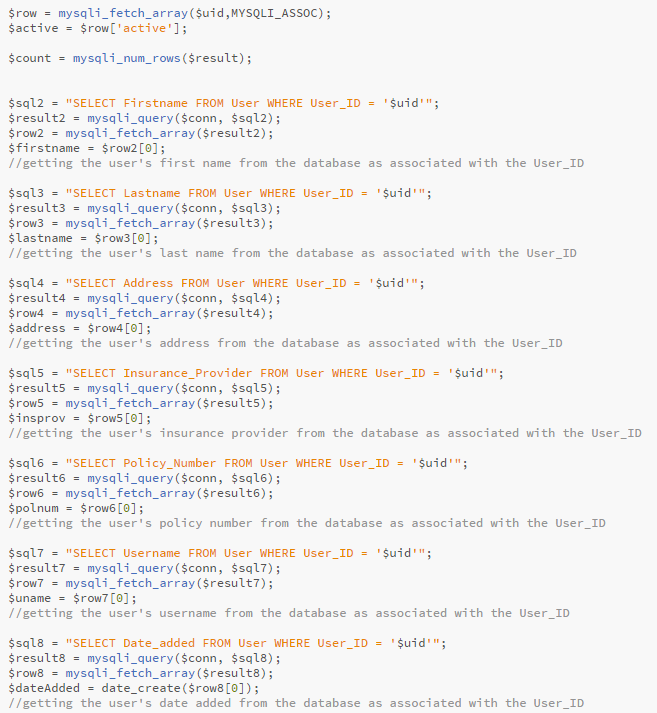 $row = mysqli_fetch_array($uid,MYSQLI_ASSOC);
$active = $row['active'];
$count = mysqli_num_rows($result);
$sql2 = "SELECT Firstname FROM User WHERE User_ID = '$uid'";
$result2 = mysqli_query($conn, $sql2);
$row2 = mysqli_fetch_array($result2);
$firstname = $row2[0];
//getting the user's first name from the database as associated with the User_ID
$sql3 = "SELECT Lastname FROM User WHERE User_ID = '$uid'";
$result3 = mysqli_query($conn, $sql3);
$row3 = mysqli_fetch_array($result3);
$lastname = $row3[0];
//getting the user's last name from the database as associated with the User_ID
$sql4 = "SELECT Address FROM User WHERE User_ID = '$uid'";
$result4 = mysqli_query($conn, $sql4);
$row4 = mysqli_fetch_array($result4);
$address = $row4[0];
//getting the user's address from the database as associated with the User_ID
$sql5 = "SELECT Insurance_Provider FROM User WHERE User_ID = '$uid'";
$result5 = mysqli_query($conn, $sql5);
$row5 = mysqli_fetch_array($result5);
$insprov = $row5[0];
//getting the user's insurance provider from the database as associated with the User_ID
$sql6 = "SELECT Policy_Number FROM User WHERE User_ID = '$uid'";
$result6 = mysqli_query($conn, $sql6);
$row6 = mysqli_fetch_array($result6);
$polnum = $row6[0];
//getting the user's policy number from the database as associated with the User_ID
$sql7 = "SELECT Username FROM User WHERE User_ID = '$uid'";
$result7 = mysqli_query($conn, $sql7);
$row7 = mysqli_fetch_array($result7);
$uname = $row7[0];
//getting the user's username from the database as associated with the User_ID
$sql8 = "SELECT Date_added FROM User WHERE User_ID = '$uid'";
$result8 = mysqli_query($conn, $sql8);
$row8 = mysqli_fetch_array($result8);
$dateAdded = date_create($row8[0]);
//getting the user's date added from the database as associated with the User_ID